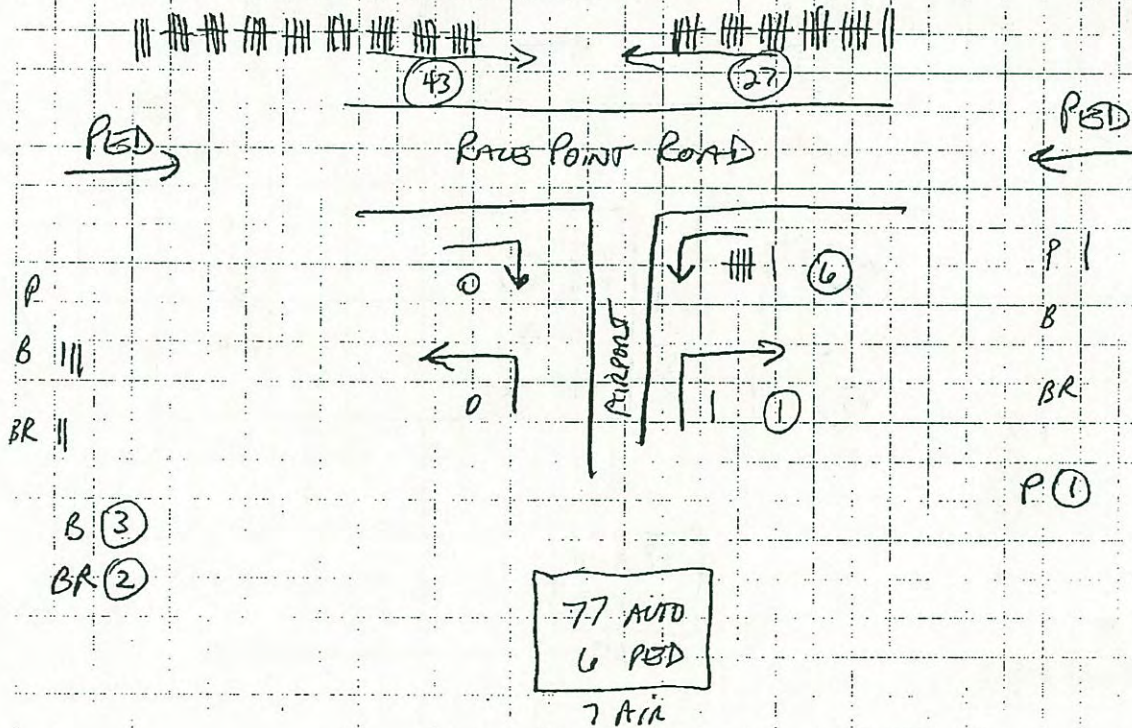 43 27
PED RACE POINT ROAD PED
0 6
P P
B AIRPORT B
0 1
BR BR
P 1
B 3
BR 2
77 AUTO
6 PED
7 AIR